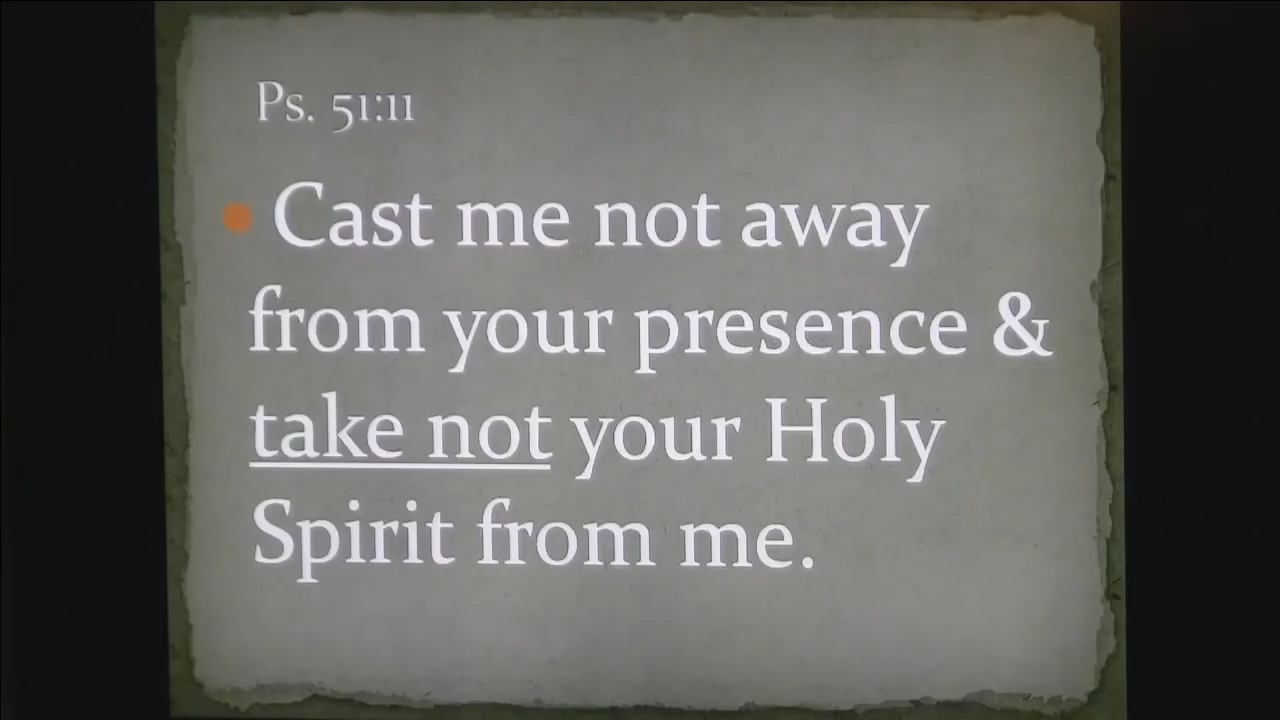 Ps. 51:11
• Cast me not away
from your presence &
take not your Holy
Spirit from me.